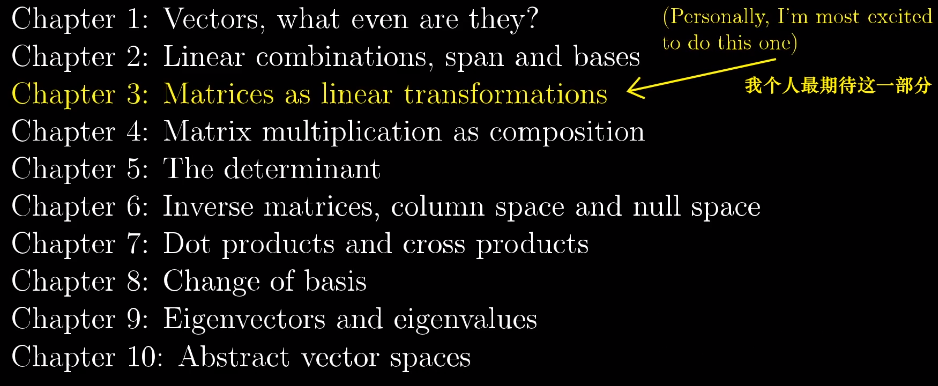 Chapter 1: Vectors, what even are they?
(Personally, I'm most excited
to do this one)
Chapter 2: Linear combinations, span and bases
Chapter 3: Matrices as linear transformations
我个人最期待这一部分
Chapter 4: Matrix multiplication as composition
Chapter 5: The determinant
Chapter 6: Inverse matrices, column space and null space
Chapter 7: Dot products and cross products
Chapter 8: Change of basis
Chapter 9: Eigenvectors and eigenvalues
Chapter 10: Abstract vector spaces